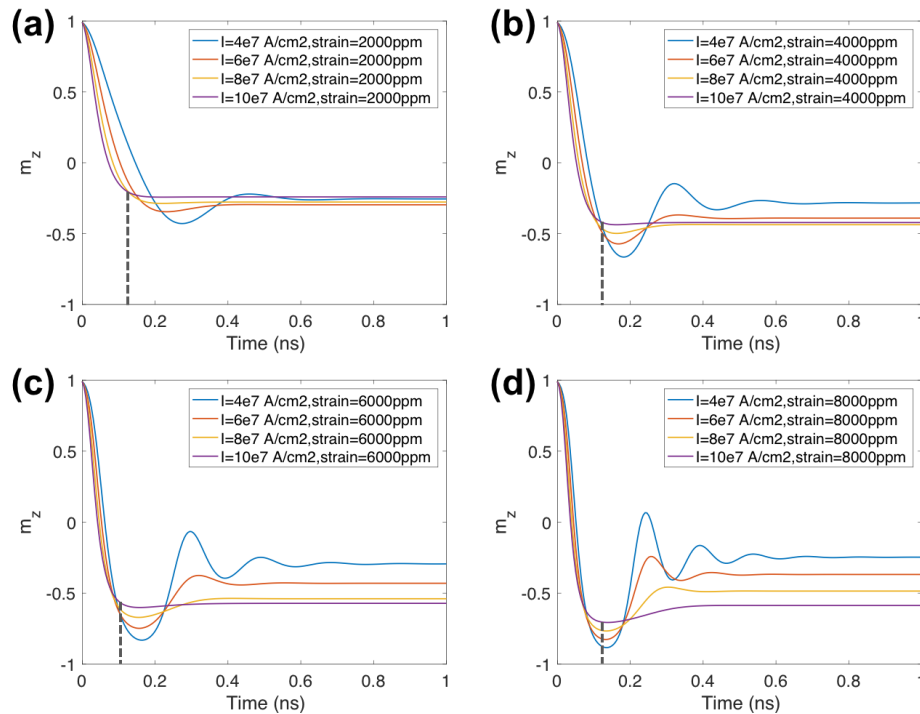 (a)
I=4e7 A/cm2,strain=2000ppm
I=6e7 A/cm2,strain=2000ppm
I=8e7 A/cm2,strain=2000ppm
I=10e7 A/cm2,strain=2000ppm
1
0.5
0
-0.5
-1
m_z
0 0.2 0.4 0.6 0.8 1
Time (ns)
(b)
I=4e7 A/cm2,strain=4000ppm
I=6e7 A/cm2,strain=4000ppm
I=8e7 A/cm2,strain=4000ppm
I=10e7 A/cm2,strain=4000ppm
1
0.5
0
-0.5
-1
m_z
0 0.2 0.4 0.6 0.8 1
Time (ns)
(c)
I=4e7 A/cm2,strain=6000ppm
I=6e7 A/cm2,strain=6000ppm
I=8e7 A/cm2,strain=6000ppm
I=10e7 A/cm2,strain=6000ppm
1
0.5
0
-0.5
-1
m_z
0 0.2 0.4 0.6 0.8 1
Time (ns)
(d)
I=4e7 A/cm2,strain=8000ppm
I=6e7 A/cm2,strain=8000ppm
I=8e7 A/cm2,strain=8000ppm
I=10e7 A/cm2,strain=8000ppm
1
0.5
0
-0.5
-1
m_z
0 0.2 0.4 0.6 0.8 1
Time (ns)